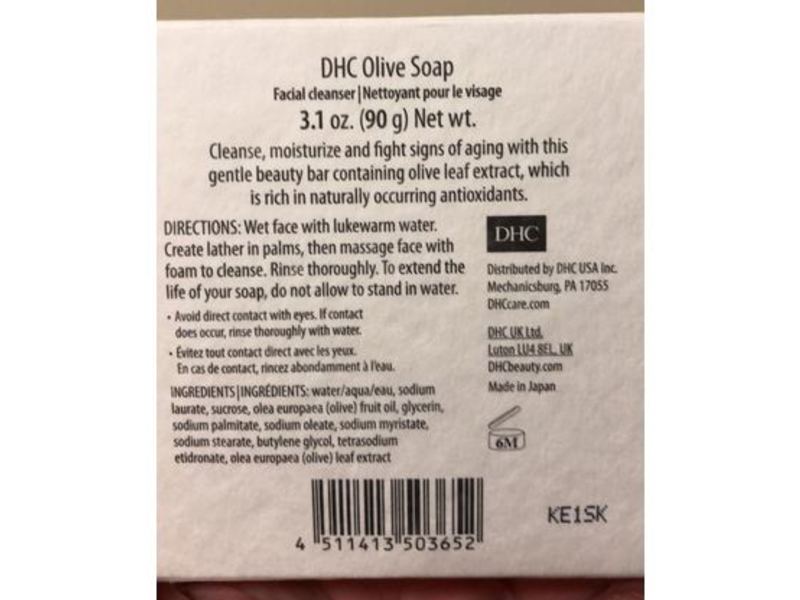 DHC Olive Soap
Facial cleanser | Nettoyant pour le visage
3.1 oz. (90 g) Net wt.
Cleanse, moisturize and fight signs of aging with this
gentle beauty bar containing olive leaf extract, which
is rich in naturally occurring antioxidants.
DIRECTIONS: Wet face with lukewarm water.
Create lather in palms, then massage face with
foam to cleanse. Rinse thoroughly. To extend the
life of your soap, do not allow to stand in water.
• Avoid direct contact with eyes. If contact
does occur, rinse thoroughly with water.
• Évitez tout contact direct avec les yeux.
En cas de contact, rincez abondamment à l'eau.
INGREDIENTS | INGRÉDIENTS: water/aqua/eau, sodium
laurate, sucrose, olea europaea (olive) fruit oil, glycerin,
sodium palmitate, sodium oleate, sodium myristate,
sodium stearate, butylene glycol, tetrasodium
etidronate, olea europaea (olive) leaf extract
DHC
Distributed by DHC USA Inc.
Mechanicsburg, PA 17055
DHCcare.com
DHC UK Ltd.
Luton LU4 8EL, UK
DHCbeauty.com
Made in Japan
6M
KE1SK
4 511413 503652